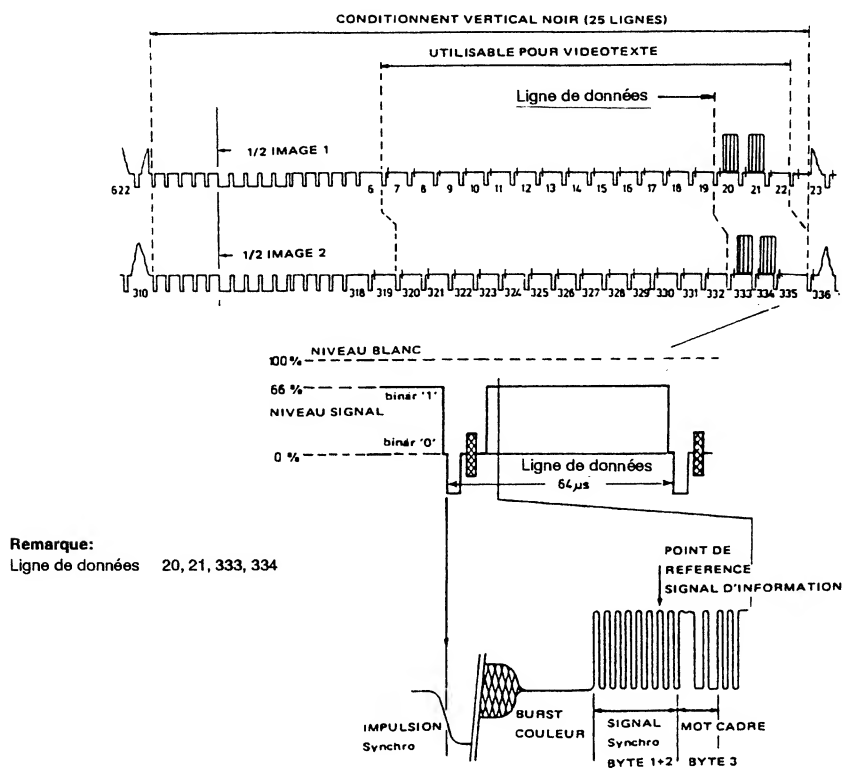 CONDITIONNENT VERTICAL NOIR (25 LIGNES)
UTILISABLE POUR VIDEOTEXTE
Ligne de données
1/2 IMAGE 1
622 6 7 8 9 10 11 12 13 14 15 16 17 18 19 20 21 22 23
1/2 IMAGE 2
310 318 319 320 321 322 323 324 325 326 327 328 329 330 331 332 333 334 335 336
NIVEAU BLANC
100 %
66 %
binär '1'
NIVEAU SIGNAL
binär '0'
0 %
Ligne de données
64 µs
Remarque:
Ligne de données 20, 21, 333, 334
POINT DE
REFERENCE
SIGNAL D'INFORMATION
IMPULSION
Synchro
BURST
COULEUR
SIGNAL
Synchro
BYTE 1+2
MOT CADRE
BYTE 3